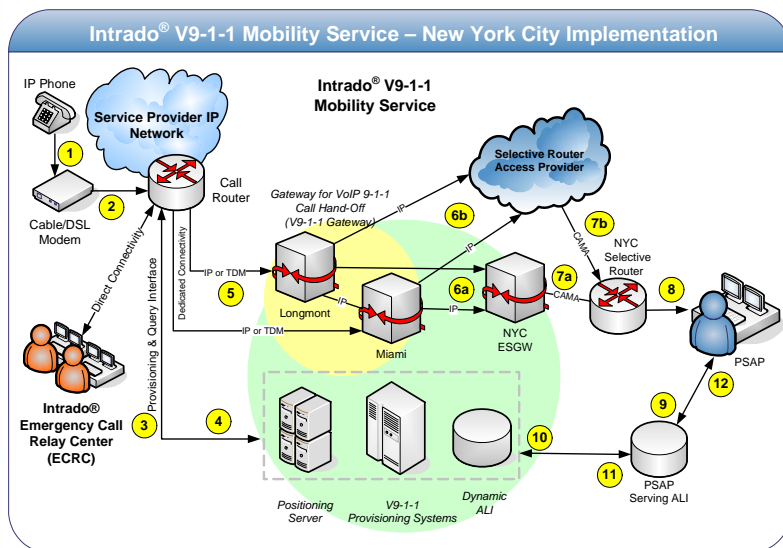 Intrado® V9-1-1 Mobility Service – New York City Implementation
IP Phone
Service Provider IP
Network
Intrado® V9-1-1
Mobility Service
1
2
Cable/DSL
Modem
Call
Router
Selective Router
Access Provider
Gateway for VoIP 9-1-1
Call Hand-Off
(V9-1-1 Gateway)
IP
6b
IP
7b
CAMA
NYC
Selective
Router
Direct Connectivity
Provisioning & Query Interface
Dedicated Connectivity
IP or TDM
5
Longmont
IP
6a
IP
7a
CAMA
8
IP or TDM
Miami
NYC
ESGW
PSAP
12
9
Intrado®
Emergency Call
Relay Center
(ECRC)
3
4
10
11
PSAP
Serving ALI
Positioning
Server
V9-1-1
Provisioning Systems
Dynamic
ALI